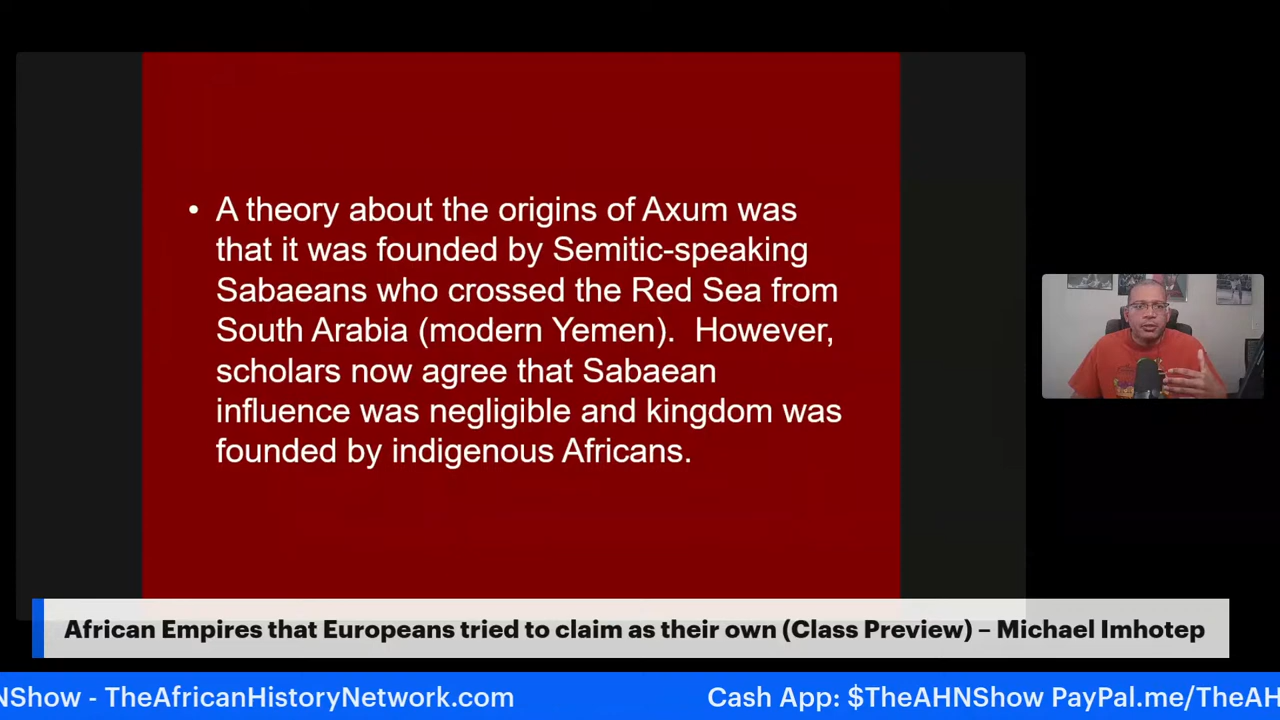 • A theory about the origins of Axum was
that it was founded by Semitic-speaking
Sabaeans who crossed the Red Sea from
South Arabia (modern Yemen).  However,
scholars now agree that Sabaean
influence was negligible and kingdom was
founded by indigenous Africans.
African Empires that Europeans tried to claim as their own (Class Preview) – Michael Imhotep
NShow - TheAfricanHistoryNetwork.com
Cash App: $TheAHNShow PayPal.me/TheAH